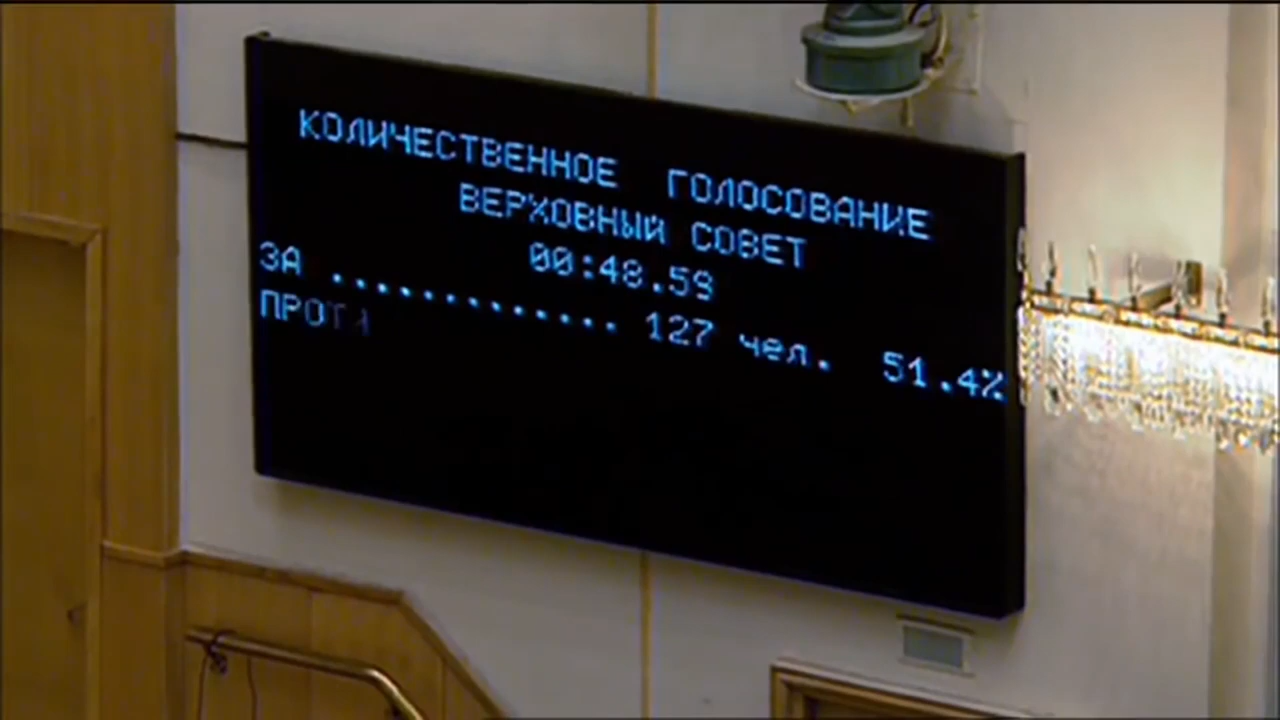 КОЛИЧЕСТВЕННОЕ ГОЛОСОВАНИЕ
ВЕРХОВНЫЙ СОВЕТ
00:48.59
ЗА ............. 127 чел. 51.4%